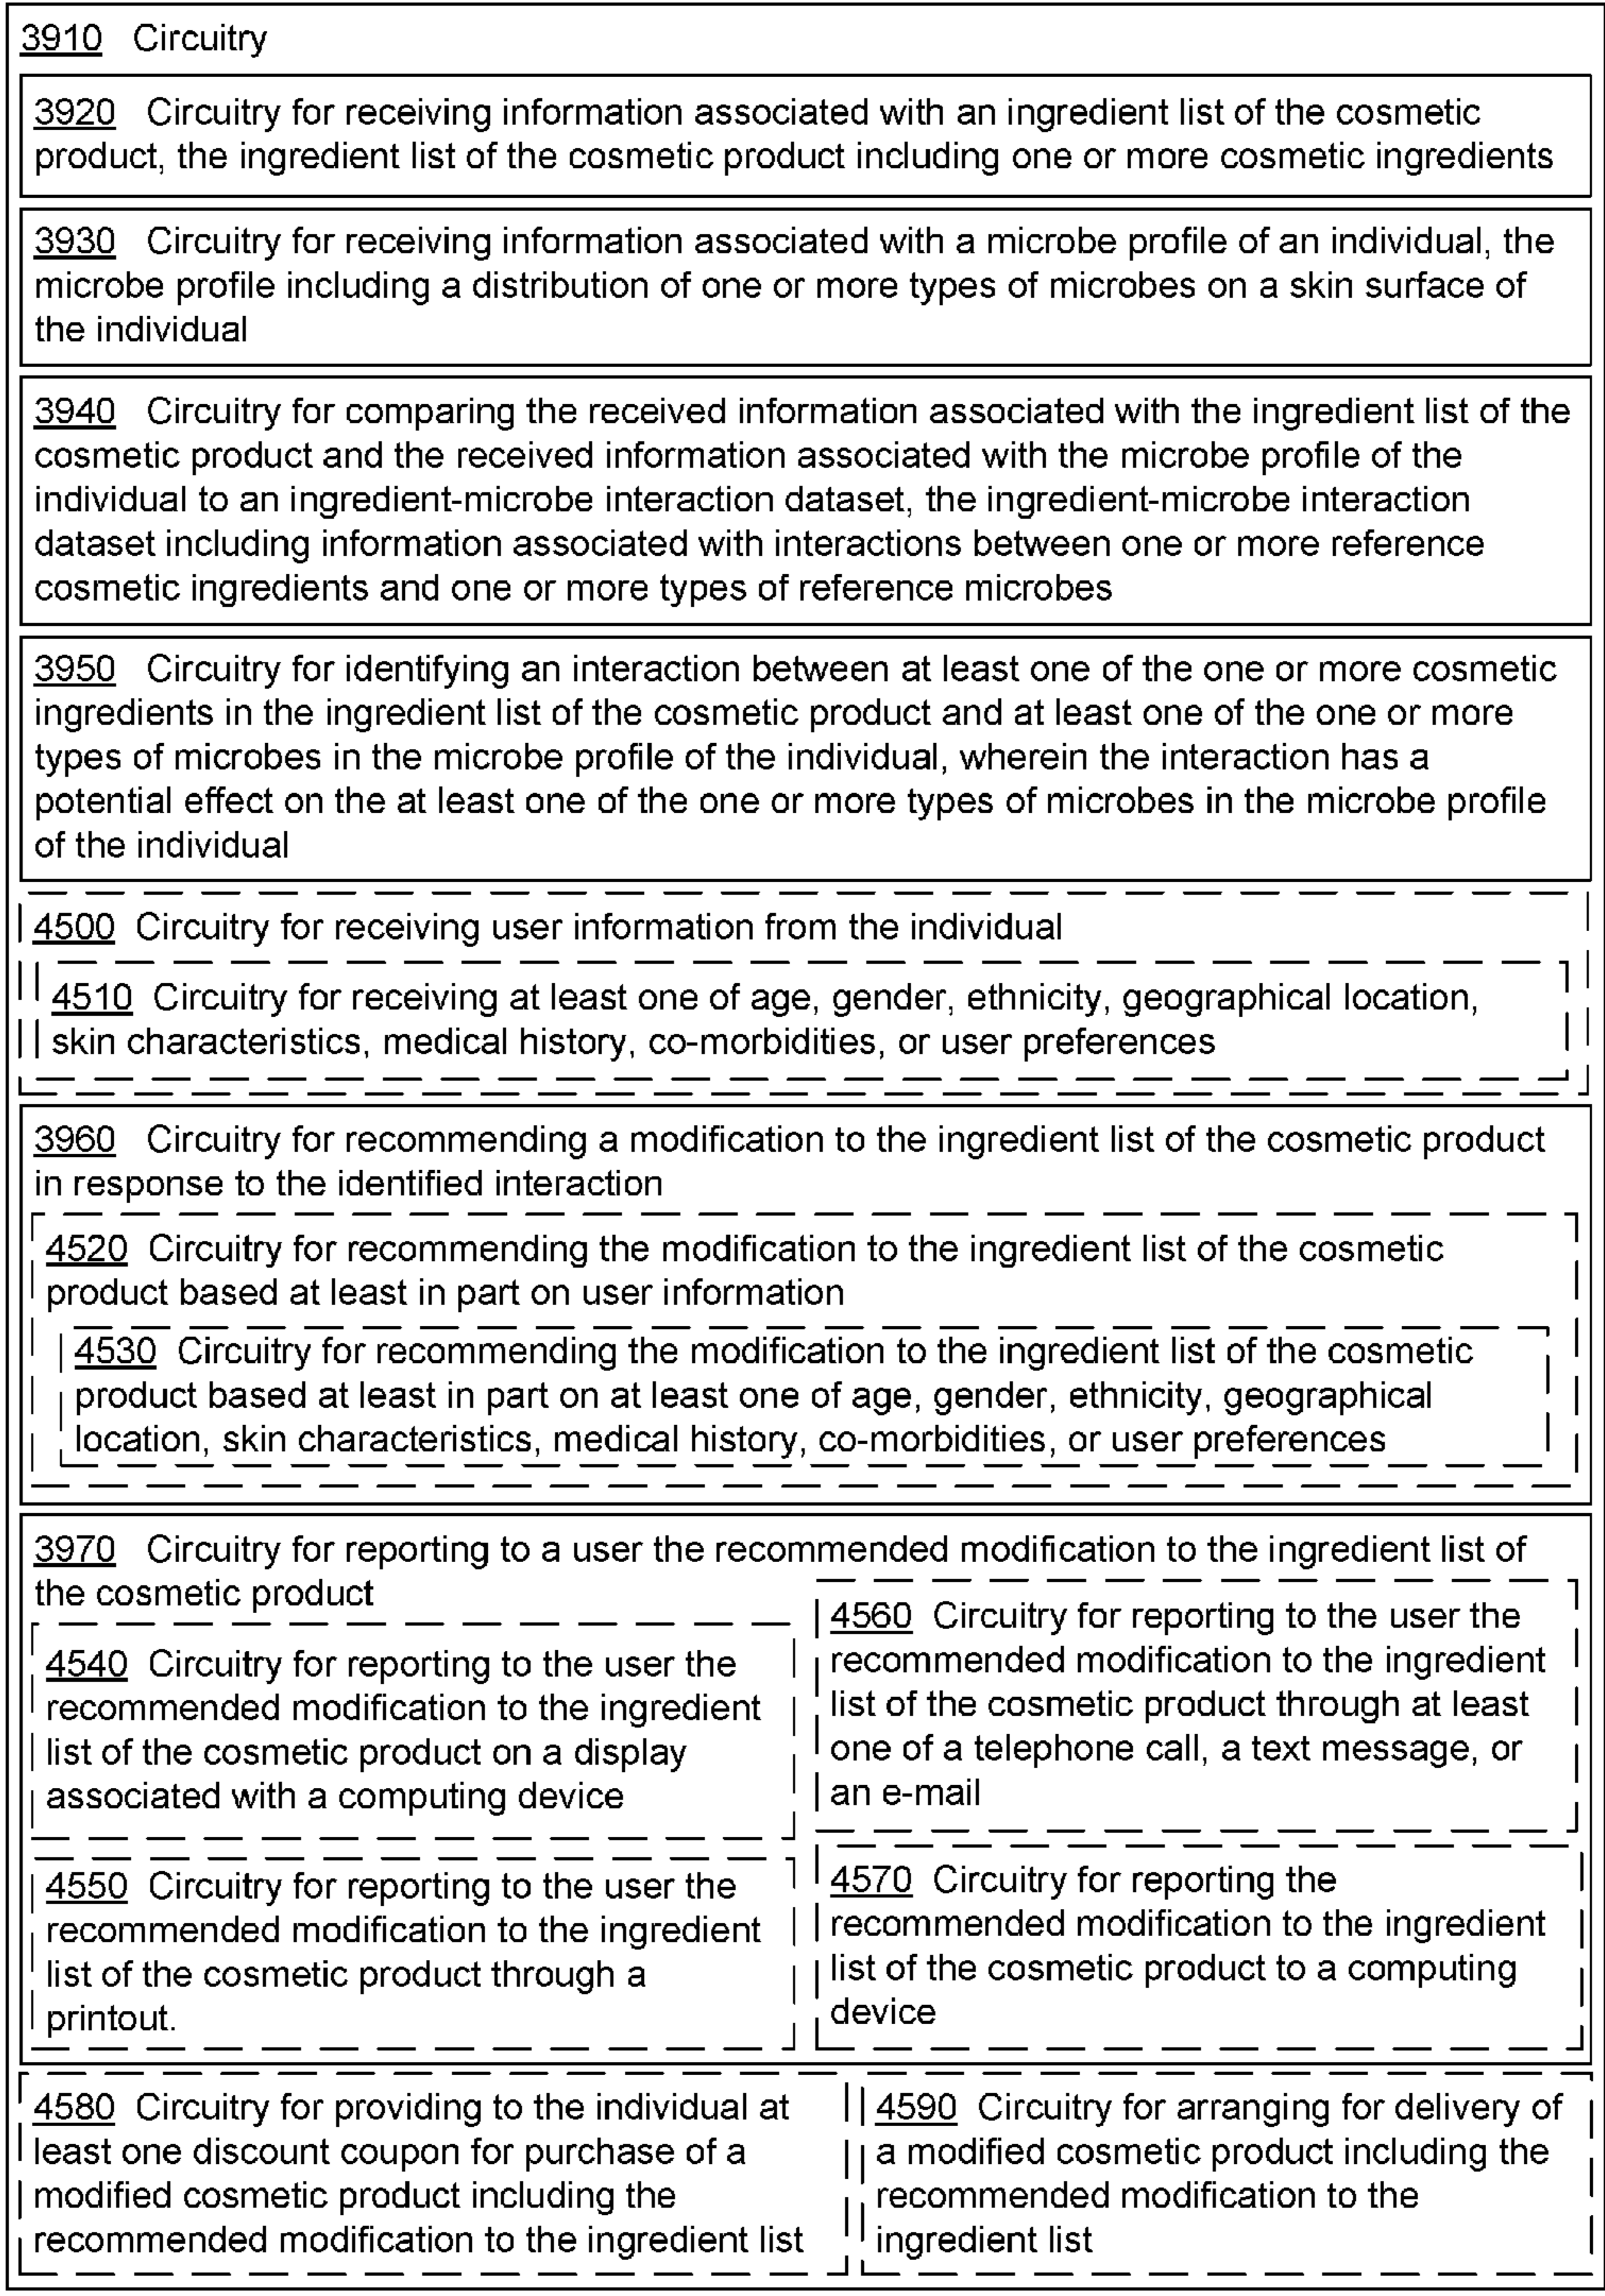 3910 Circuitry
3920 Circuitry for receiving information associated with an ingredient list of the cosmetic
product, the ingredient list of the cosmetic product including one or more cosmetic ingredients
3930 Circuitry for receiving information associated with a microbe profile of an individual, the
microbe profile including a distribution of one or more types of microbes on a skin surface of
the individual
3940 Circuitry for comparing the received information associated with the ingredient list of the
cosmetic product and the received information associated with the microbe profile of the
individual to an ingredient-microbe interaction dataset, the ingredient-microbe interaction
dataset including information associated with interactions between one or more reference
cosmetic ingredients and one or more types of reference microbes
3950 Circuitry for identifying an interaction between at least one of the one or more cosmetic
ingredients in the ingredient list of the cosmetic product and at least one of the one or more
types of microbes in the microbe profile of the individual, wherein the interaction has a
potential effect on the at least one of the one or more types of microbes in the microbe profile
of the individual
4500 Circuitry for receiving user information from the individual
4510 Circuitry for receiving at least one of age, gender, ethnicity, geographical location,
skin characteristics, medical history, co-morbidities, or user preferences
3960 Circuitry for recommending a modification to the ingredient list of the cosmetic product
in response to the identified interaction
4520 Circuitry for recommending the modification to the ingredient list of the cosmetic
product based at least in part on user information
4530 Circuitry for recommending the modification to the ingredient list of the cosmetic
product based at least in part on at least one of age, gender, ethnicity, geographical
location, skin characteristics, medical history, co-morbidities, or user preferences
3970 Circuitry for reporting to a user the recommended modification to the ingredient list of
the cosmetic product
4540 Circuitry for reporting to the user the
recommended modification to the ingredient
list of the cosmetic product on a display
associated with a computing device
4550 Circuitry for reporting to the user the
recommended modification to the ingredient
list of the cosmetic product through a
printout.
4560 Circuitry for reporting to the user the
recommended modification to the ingredient
list of the cosmetic product through at least
one of a telephone call, a text message, or
an e-mail
4570 Circuitry for reporting the
recommended modification to the ingredient
list of the cosmetic product to a computing
device
4580 Circuitry for providing to the individual at
least one discount coupon for purchase of a
modified cosmetic product including the
recommended modification to the ingredient list
4590 Circuitry for arranging for delivery of
a modified cosmetic product including the
recommended modification to the
ingredient list